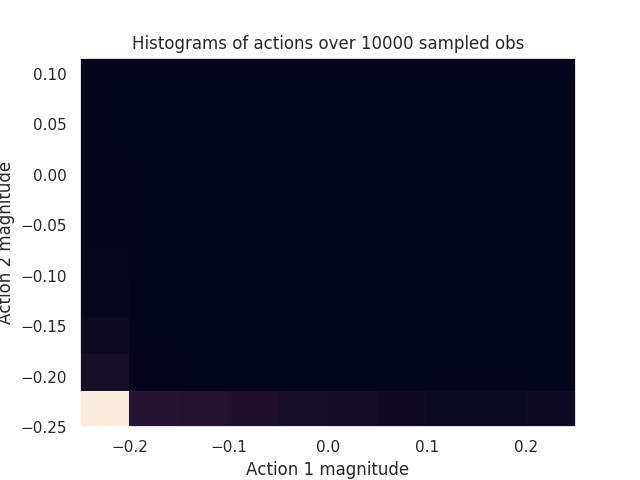 Histograms of actions over 10000 sampled obs
0.10
0.05
0.00
−0.05
−0.10
−0.15
−0.20
−0.25
Action 2 magnitude
−0.2 −0.1 0.0 0.1 0.2
Action 1 magnitude